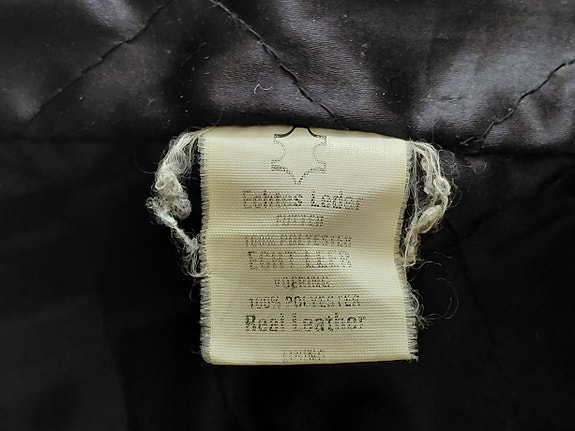 Echtes Leder
FUTTER
100% POLYESTER
ECHT LEER
VOERING
100% POLYESTER
Real Leather
LINING